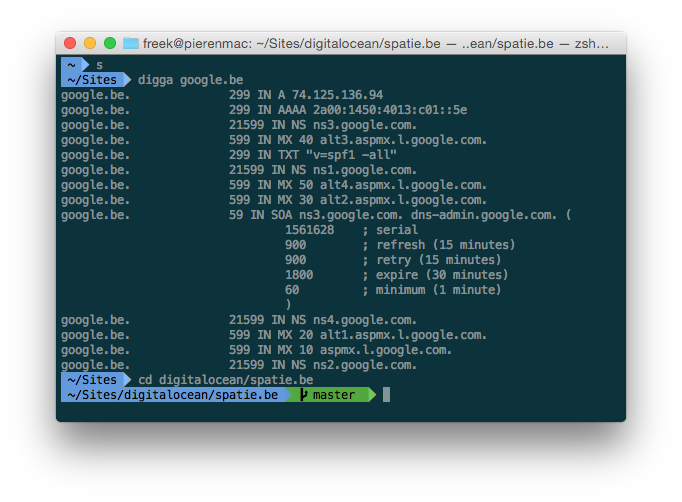 freek@pierenmac: ~/Sites/digitalocean/spatie.be — ..ean/spatie.be — zsh...
~ s
~/Sites digga google.be
google.be. 299 IN A 74.125.136.94
google.be. 299 IN AAAA 2a00:1450:4013:c01::5e
google.be. 21599 IN NS ns3.google.com.
google.be. 599 IN MX 40 alt3.aspmx.l.google.com.
google.be. 299 IN TXT "v=spf1 -all"
google.be. 21599 IN NS ns1.google.com.
google.be. 599 IN MX 50 alt4.aspmx.l.google.com.
google.be. 599 IN MX 30 alt2.aspmx.l.google.com.
google.be. 59 IN SOA ns3.google.com. dns-admin.google.com. (
1561628 ; serial
900 ; refresh (15 minutes)
900 ; retry (15 minutes)
1800 ; expire (30 minutes)
60 ; minimum (1 minute)
)
google.be. 21599 IN NS ns4.google.com.
google.be. 599 IN MX 20 alt1.aspmx.l.google.com.
google.be. 599 IN MX 10 aspmx.l.google.com.
google.be. 21599 IN NS ns2.google.com.
~/Sites cd digitalocean/spatie.be
~/Sites/digitalocean/spatie.be master